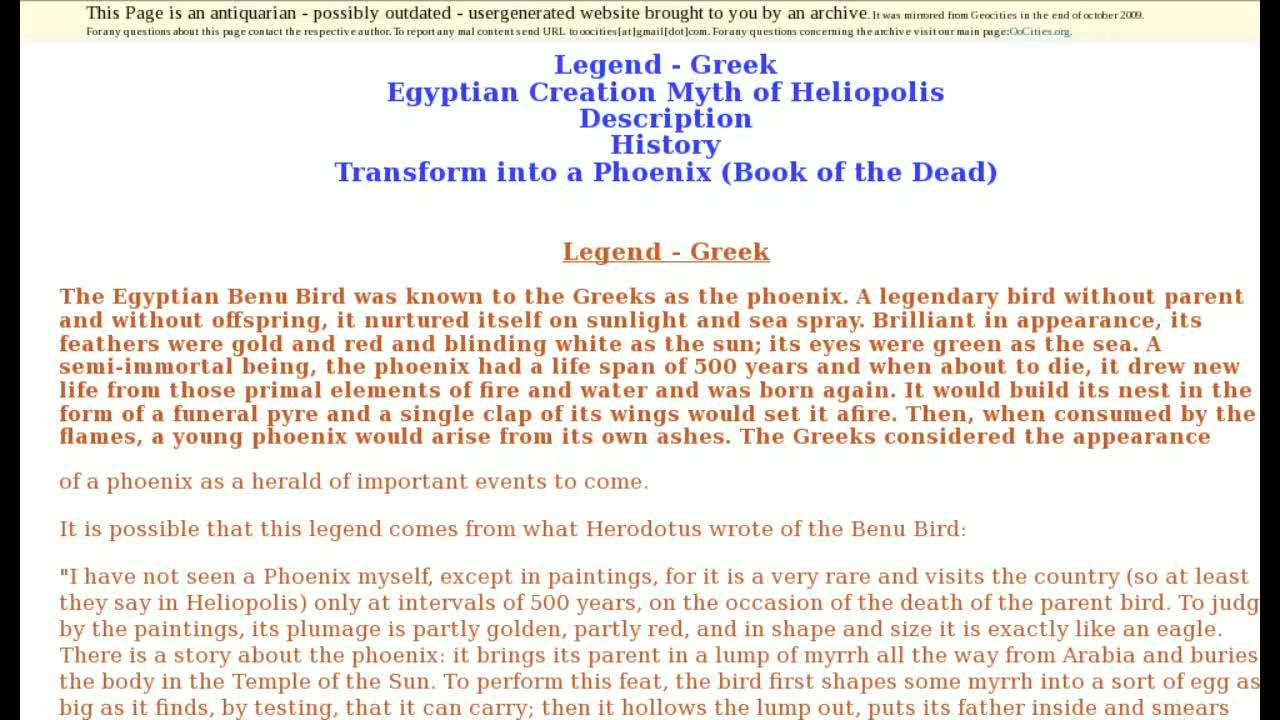 This Page is an antiquarian - possibly outdated - usergenerated website brought to you by an archive. It was mirrored from Geocities in the end of october 2009.
For any questions about this page contact the respective author. To report any mal content send URL to oocities[at]gmail[dot]com. For any questions concerning the archive visit our main page:OoCities.org.
Legend - Greek
Egyptian Creation Myth of Heliopolis
Description
History
Transform into a Phoenix (Book of the Dead)
Legend - Greek
The Egyptian Benu Bird was known to the Greeks as the phoenix. A legendary bird without parent
and without offspring, it nurtured itself on sunlight and sea spray. Brilliant in appearance, its
feathers were gold and red and blinding white as the sun; its eyes were green as the sea. A
semi-immortal being, the phoenix had a life span of 500 years and when about to die, it drew new
life from those primal elements of fire and water and was born again. It would build its nest in the
form of a funeral pyre and a single clap of its wings would set it afire. Then, when consumed by the
flames, a young phoenix would arise from its own ashes. The Greeks considered the appearance
of a phoenix as a herald of important events to come.
It is possible that this legend comes from what Herodotus wrote of the Benu Bird:
"I have not seen a Phoenix myself, except in paintings, for it is a very rare and visits the country (so at least
they say in Heliopolis) only at intervals of 500 years, on the occasion of the death of the parent bird. To judg
by the paintings, its plumage is partly golden, partly red, and in shape and size it is exactly like an eagle.
There is a story about the phoenix: it brings its parent in a lump of myrrh all the way from Arabia and buries
the body in the Temple of the Sun. To perform this feat, the bird first shapes some myrrh into a sort of egg as
big as it finds, by testing, that it can carry; then it hollows the lump out, puts its father inside and smears